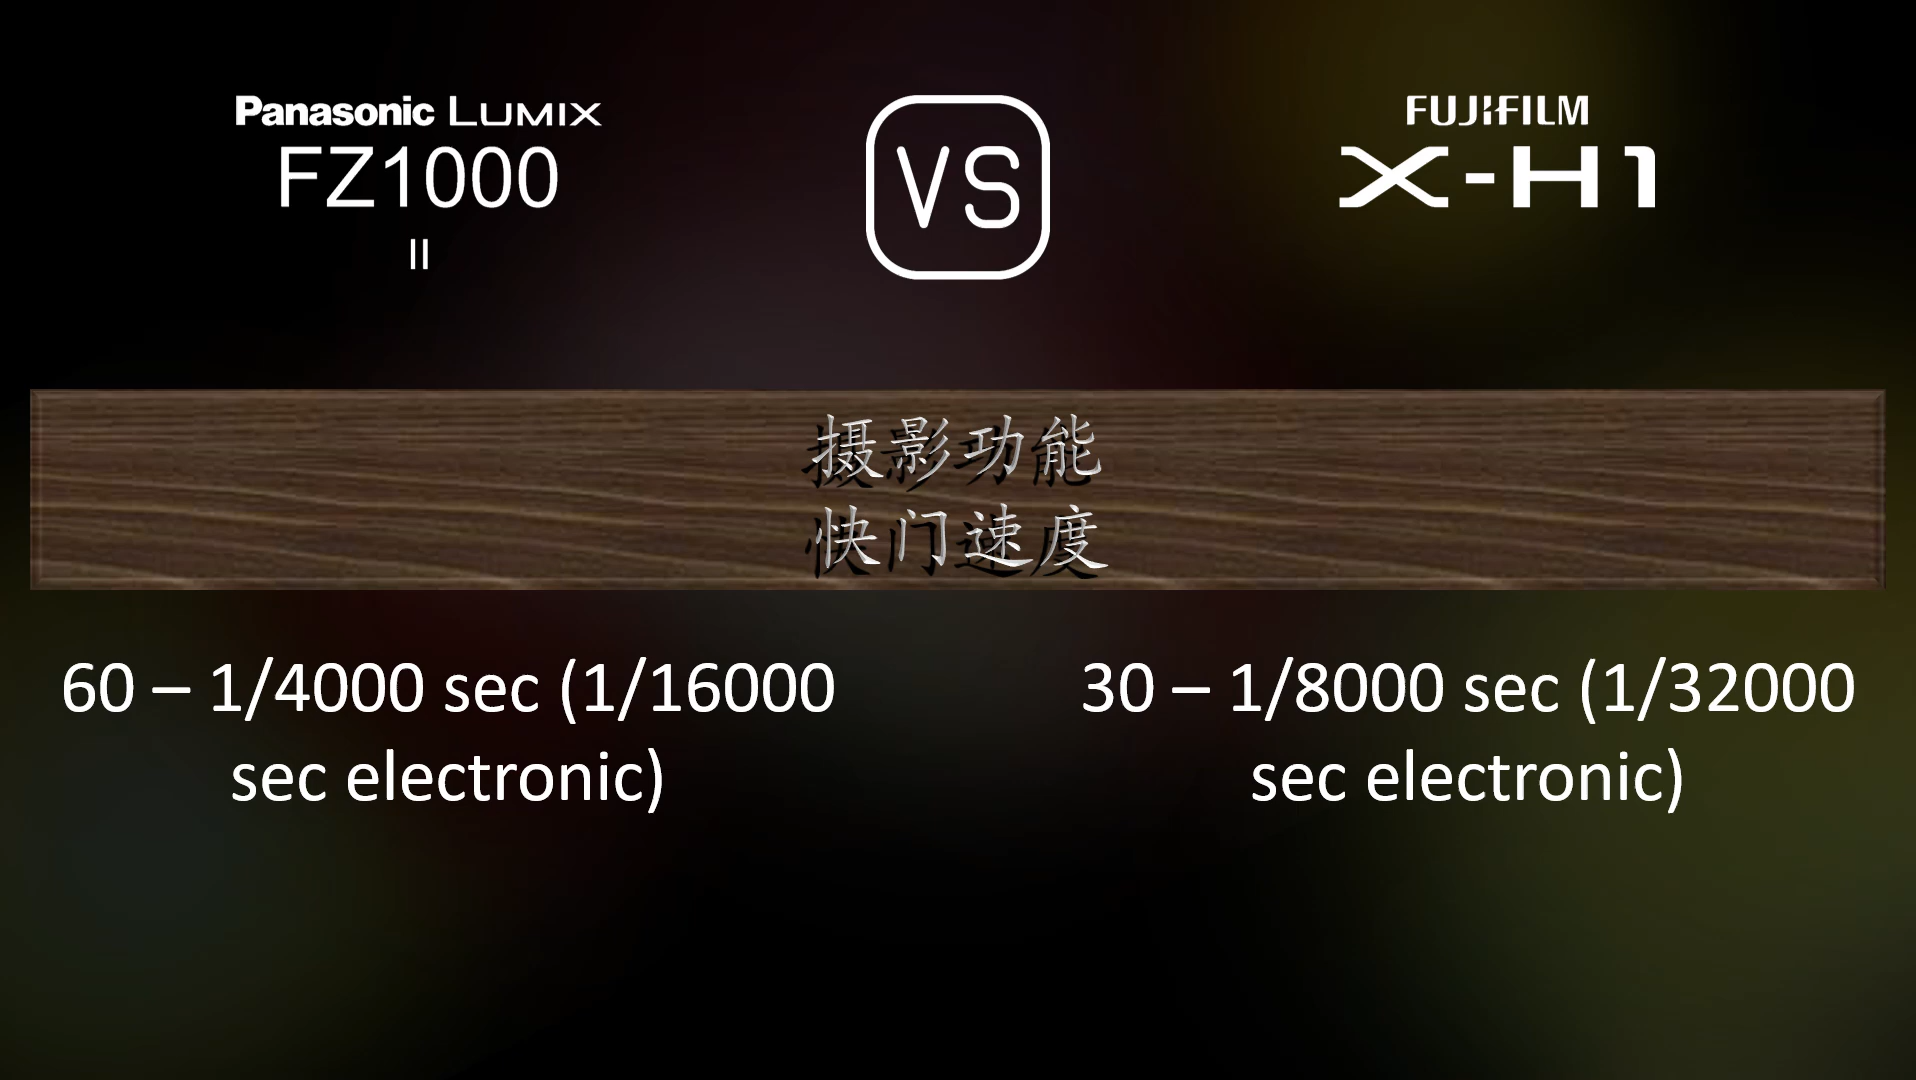 Panasonic LUMIX
FZ1000
II
VS
FUJIFILM
X-H1
摄影功能
快门速度
60 – 1/4000 sec (1/16000
sec electronic)
30 – 1/8000 sec (1/32000
sec electronic)